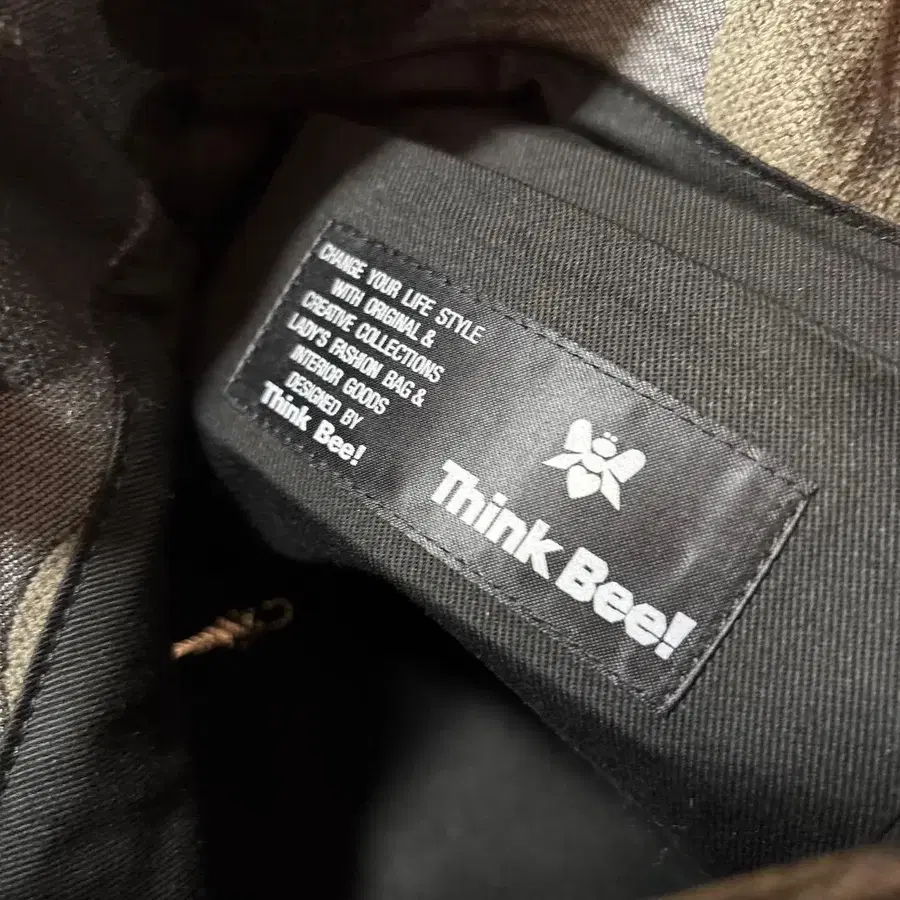 CHANGE YOUR LIFE STYLE
WITH ORIGINAL &
CREATIVE COLLECTIONS
LADY'S FASHION BAG &
INTERIOR GOODS
DESIGNED BY
Think Bee!
Think Bee!